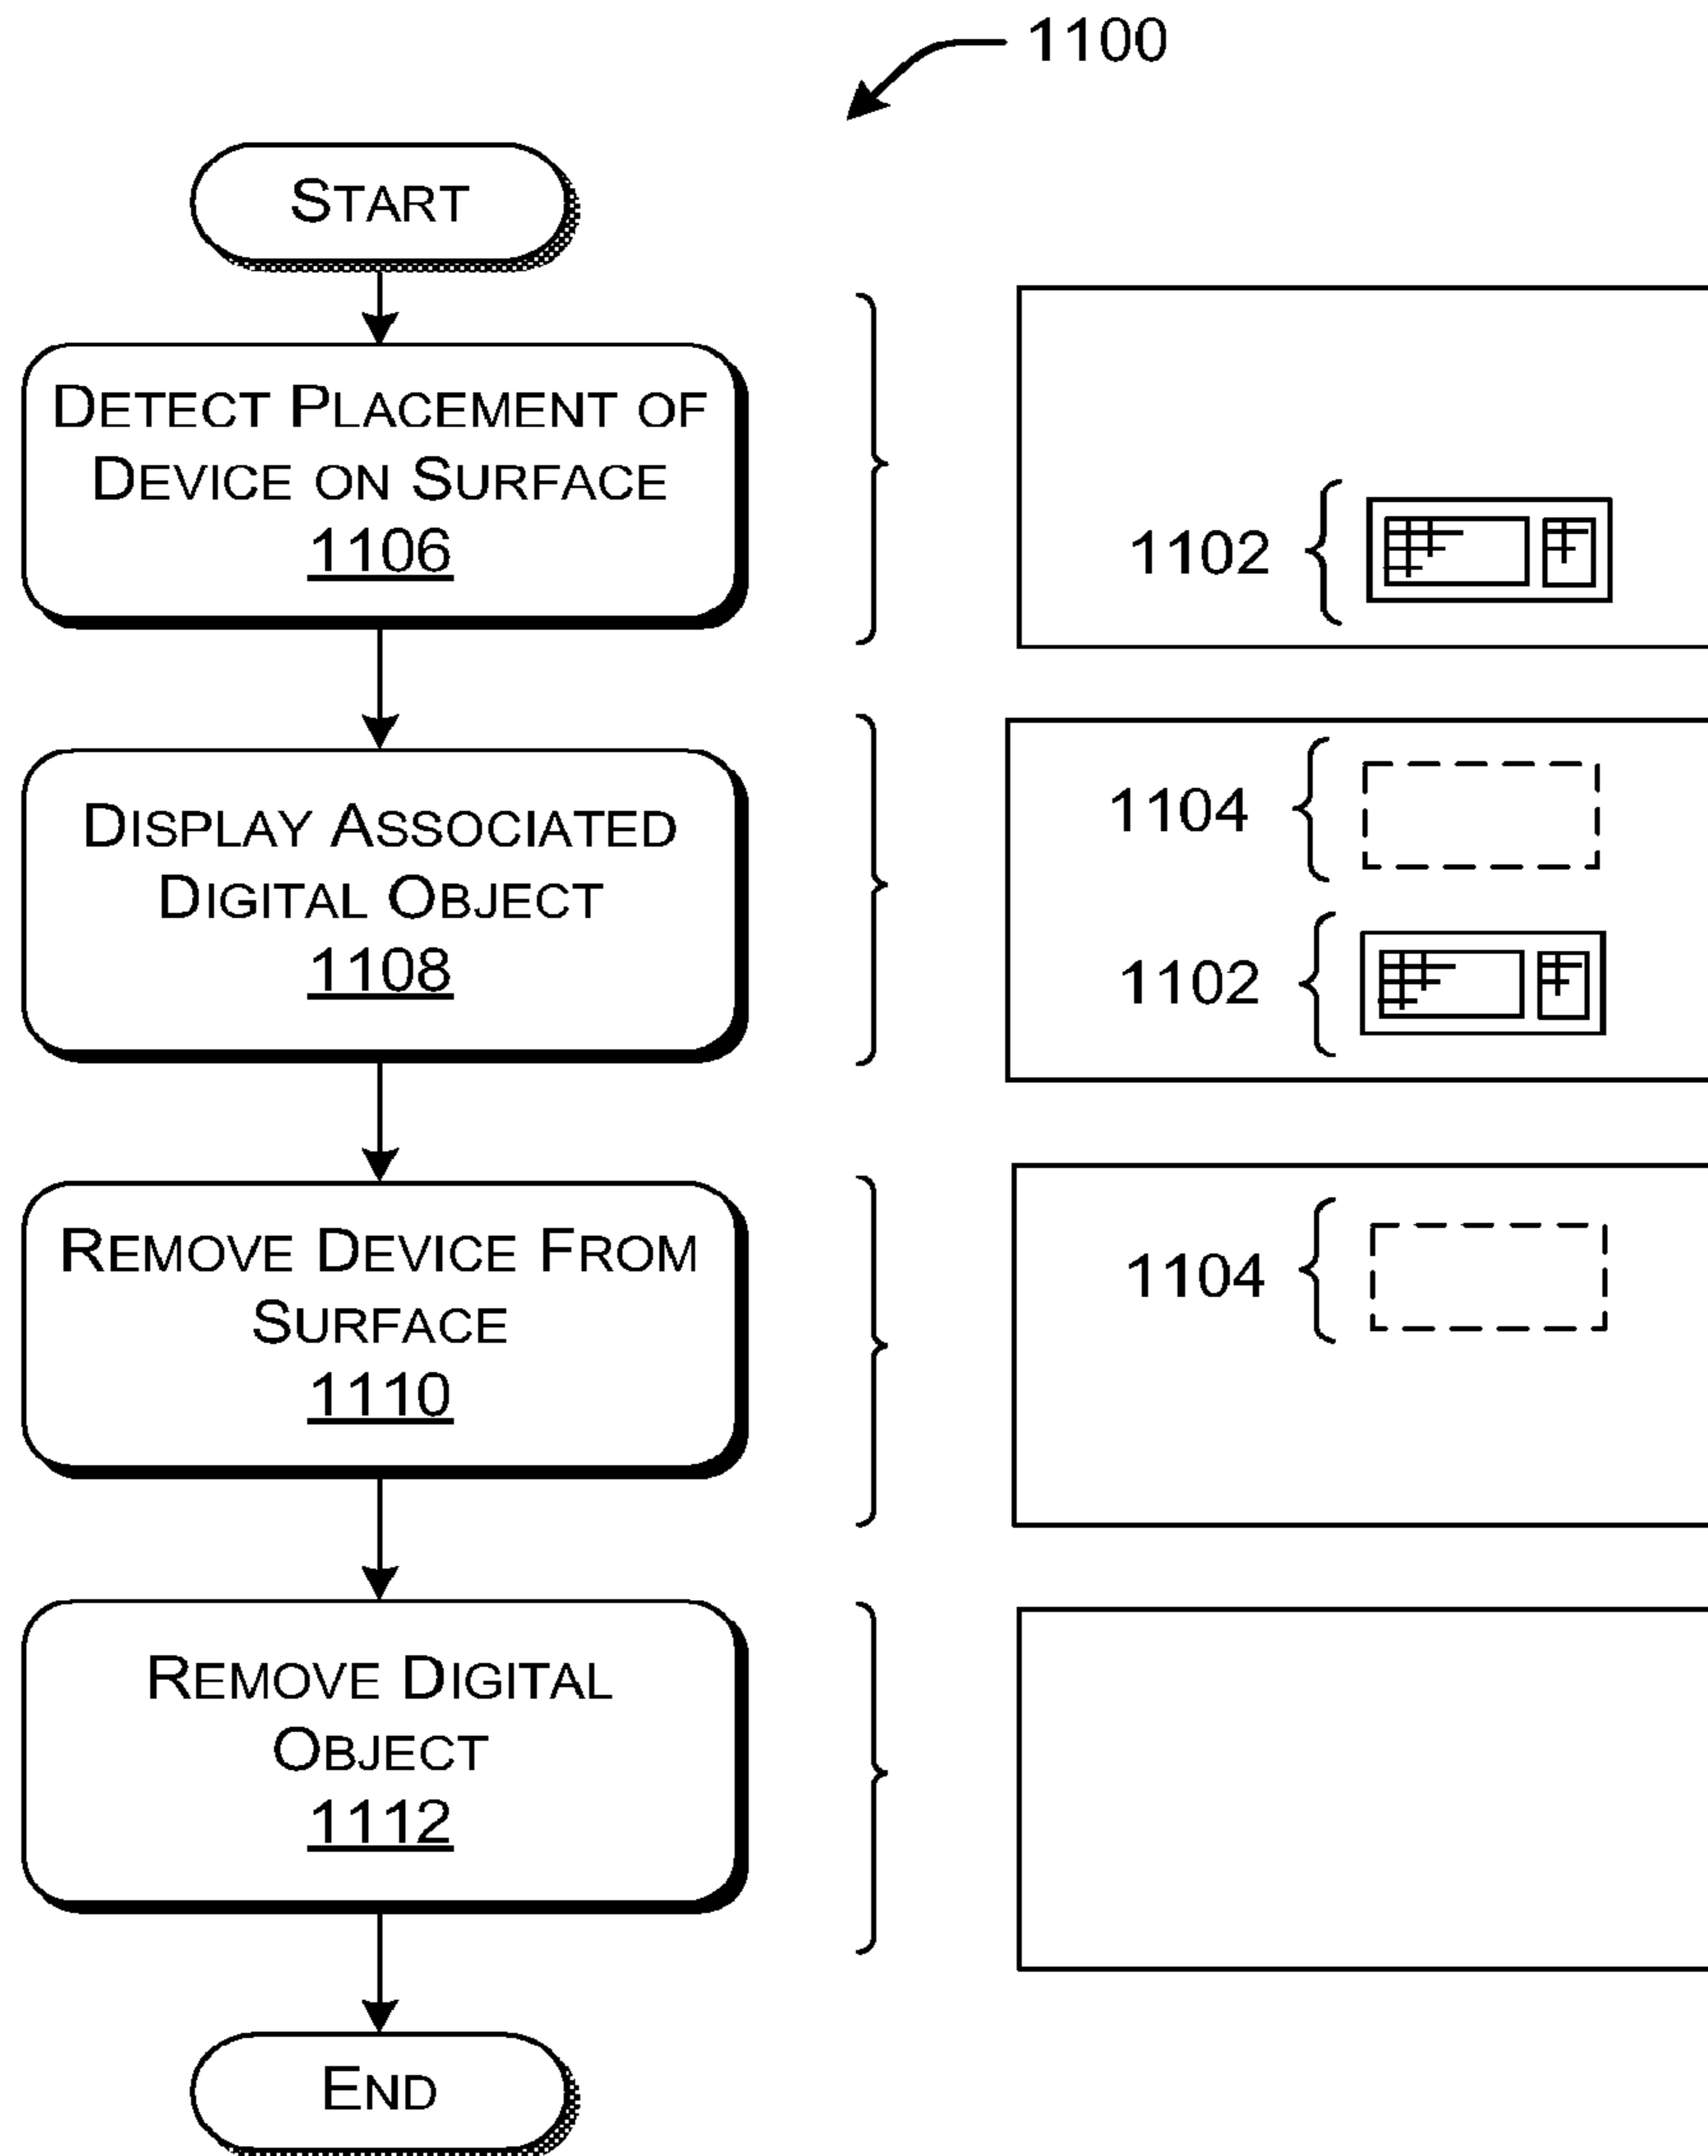 1100
START
DETECT PLACEMENT OF
DEVICE ON SURFACE
1106
1102
DISPLAY ASSOCIATED
DIGITAL OBJECT
1108
1104
1102
REMOVE DEVICE FROM
SURFACE
1110
1104
REMOVE DIGITAL
OBJECT
1112
END